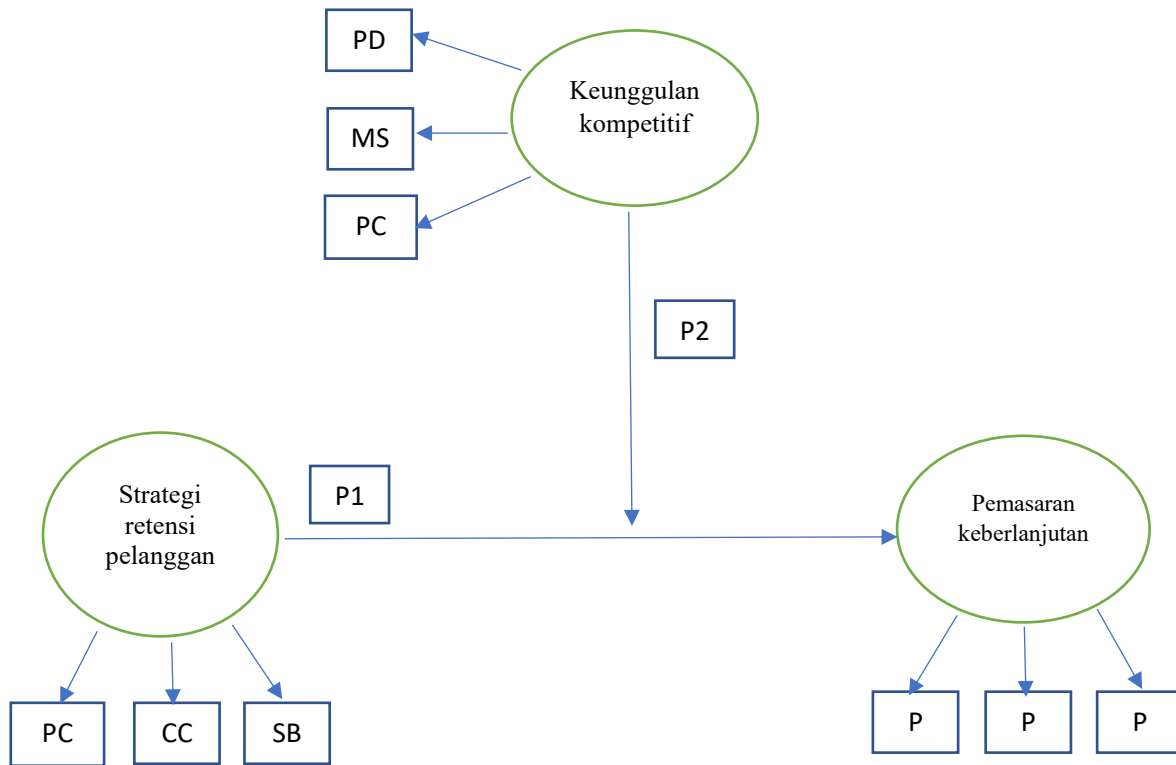 PD
Keunggulan
kompetitif
MS
PC
P2
P1
Strategi
retensi
pelanggan
Pemasaran
keberlanjutan
PC
CC
SB
P
P
P